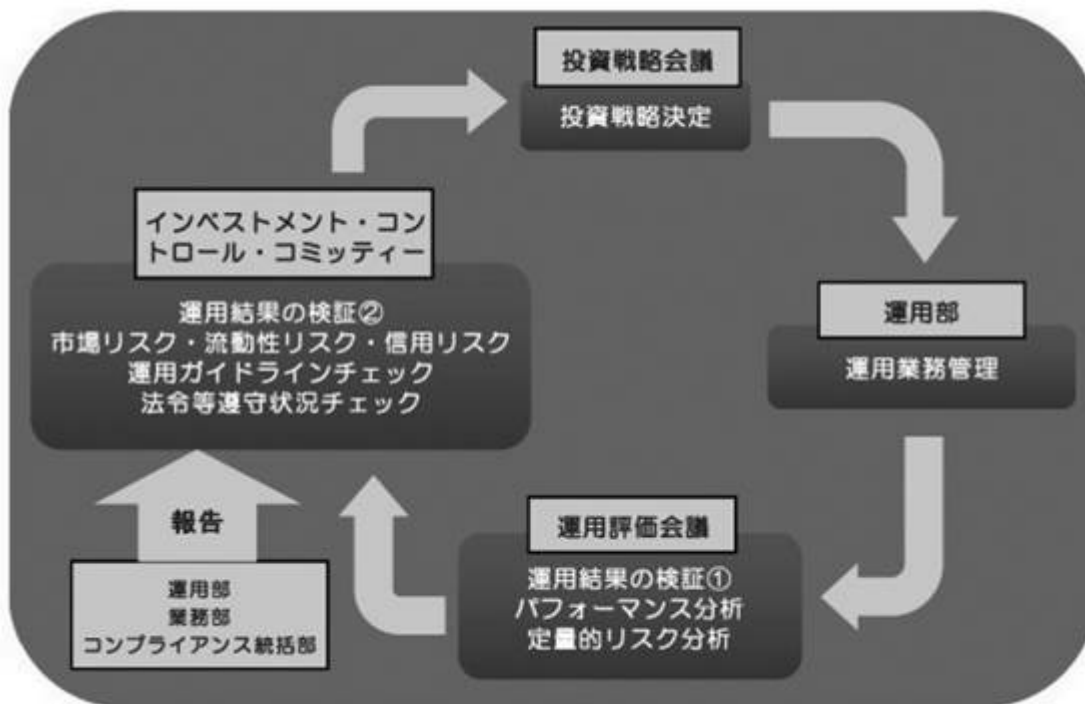 投資戦略会議
投資戦略決定
インベストメント・コン
トロール・コミッティー
運用結果の検証②
市場リスク・流動性リスク・信用リスク
運用ガイドラインチェック
法令等遵守状況チェック
運用部
運用業務管理
報告
運用部
業務部
コンプライアンス統括部
運用評価会議
運用結果の検証①
パフォーマンス分析
定量的リスク分析